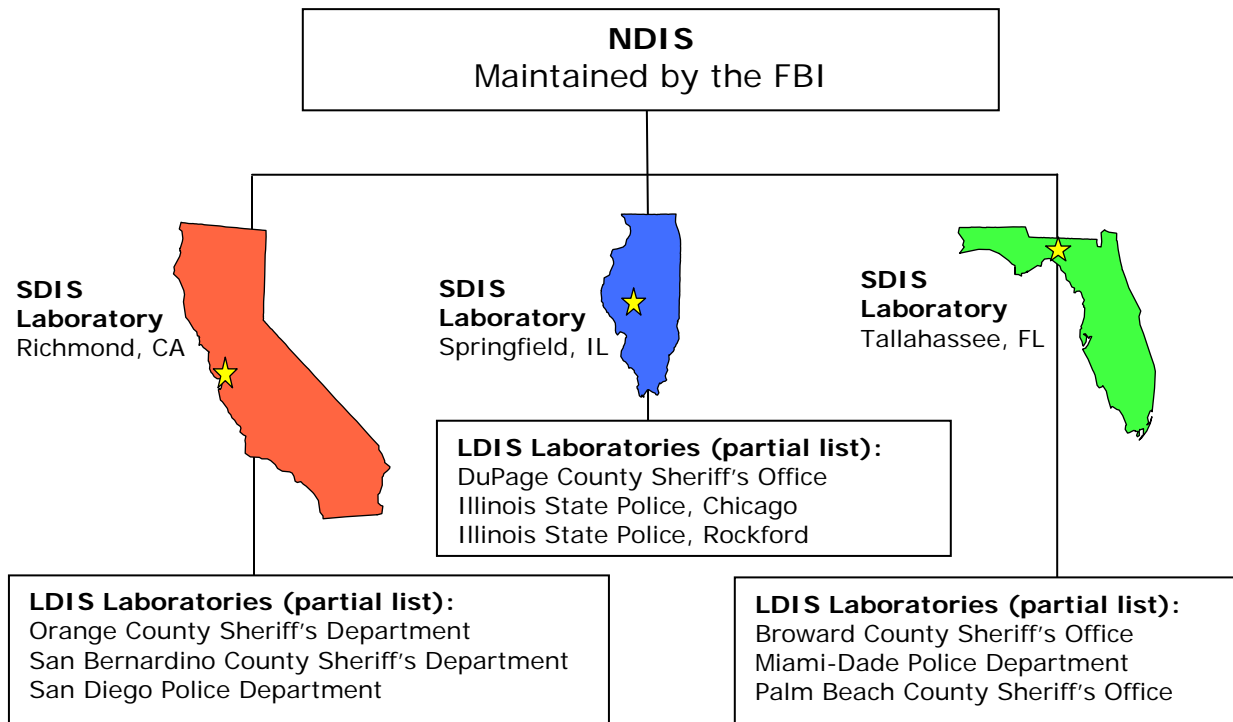 NDIS
Maintained by the FBI
SDIS
Laboratory
Richmond, CA
SDIS
Laboratory
Springfield, IL
SDIS
Laboratory
Tallahassee, FL
LDIS Laboratories (partial list):
DuPage County Sheriff's Office
Illinois State Police, Chicago
Illinois State Police, Rockford
LDIS Laboratories (partial list):
Orange County Sheriff's Department
San Bernardino County Sheriff's Department
San Diego Police Department
LDIS Laboratories (partial list):
Broward County Sheriff's Office
Miami-Dade Police Department
Palm Beach County Sheriff's Office